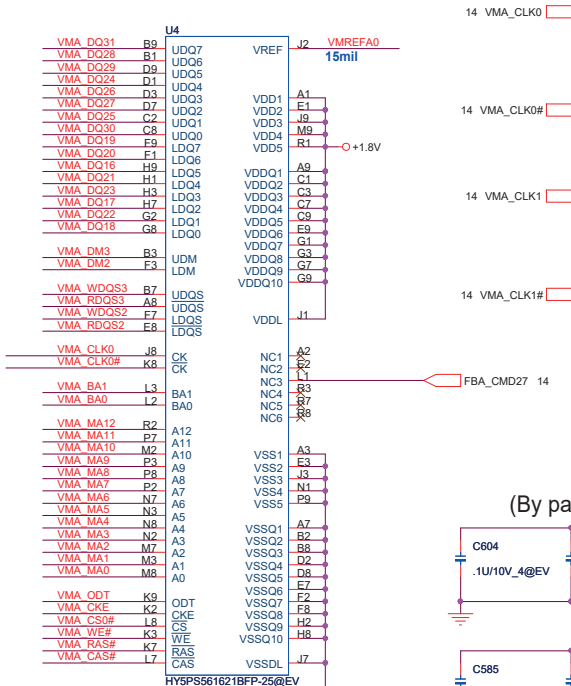 U4
VMA_DQ31 B9 UDQ7 VREF J2 VMREFA0
VMA_DQ28 B1 UDQ6 15mil
VMA_DQ29 D9 UDQ5
VMA_DQ24 D1 UDQ4
VMA_DQ26 D3 UDQ3 VDD1 A1
VMA_DQ27 D7 UDQ2 VDD2 E1
VMA_DQ25 C2 UDQ1 VDD3 J9
VMA_DQ30 C8 UDQ0 VDD4 M9
VMA_DQ19 F9 LDQ7 VDD5 R1 +1.8V
VMA_DQ20 F1 LDQ6
VMA_DQ16 H9 LDQ5 VDDQ1 A9
VMA_DQ21 H1 LDQ4 VDDQ2 C1
VMA_DQ23 H3 LDQ3 VDDQ3 C3
VMA_DQ17 H7 LDQ2 VDDQ4 C7
VMA_DQ22 G2 LDQ1 VDDQ5 C9
VMA_DQ18 G8 LDQ0 VDDQ6 E9
VDDQ7 G1
VMA_DM3 B3 UDM VDDQ8 G3
VMA_DM2 F3 LDM VDDQ9 G7
VDDQ10 G9
VMA_WDQS3 B7 UDQS
VMA_RDQS3 A8 UDQS
VMA_WDQS2 F7 LDQS VDDL J1
VMA_RDQS2 E8 LDQS
VMA_CLK0 J8 CK NC1 A2
VMA_CLK0# K8 CK NC2 E2
NC3 L1 FBA_CMD27 14
VMA_BA1 L3 BA1 NC4 R3
VMA_BA0 L2 BA0 NC5 R7
NC6 R8
VMA_MA12 R2 A12
VMA_MA11 P7 A11
VMA_MA10 M2 A10 VSS1 A3
VMA_MA9 P3 A9 VSS2 E3
VMA_MA8 P8 A8 VSS3 J3
VMA_MA7 P2 A7 VSS4 N1
VMA_MA6 N7 A6 VSS5 P9
VMA_MA5 N3 A5
VMA_MA4 N8 A4 VSSQ1 A7
VMA_MA3 N2 A3 VSSQ2 B2
VMA_MA2 M7 A2 VSSQ3 B8
VMA_MA1 M3 A1 VSSQ4 D2
VMA_MA0 M8 A0 VSSQ5 D8
VSSQ6 E7
VMA_ODT K9 ODT VSSQ7 F2
VMA_CKE K2 CKE VSSQ8 F8
VMA_CS0# L8 CS VSSQ9 H2
VMA_WE# K3 WE VSSQ10 H8
VMA_RAS# K7 RAS
VMA_CAS# L7 CAS VSSDL J7
HY5PS561621BFP-25@EV
14 VMA_CLK0
14 VMA_CLK0#
14 VMA_CLK1
14 VMA_CLK1#
(By pa
C604
.1U/10V_4@EV
C585